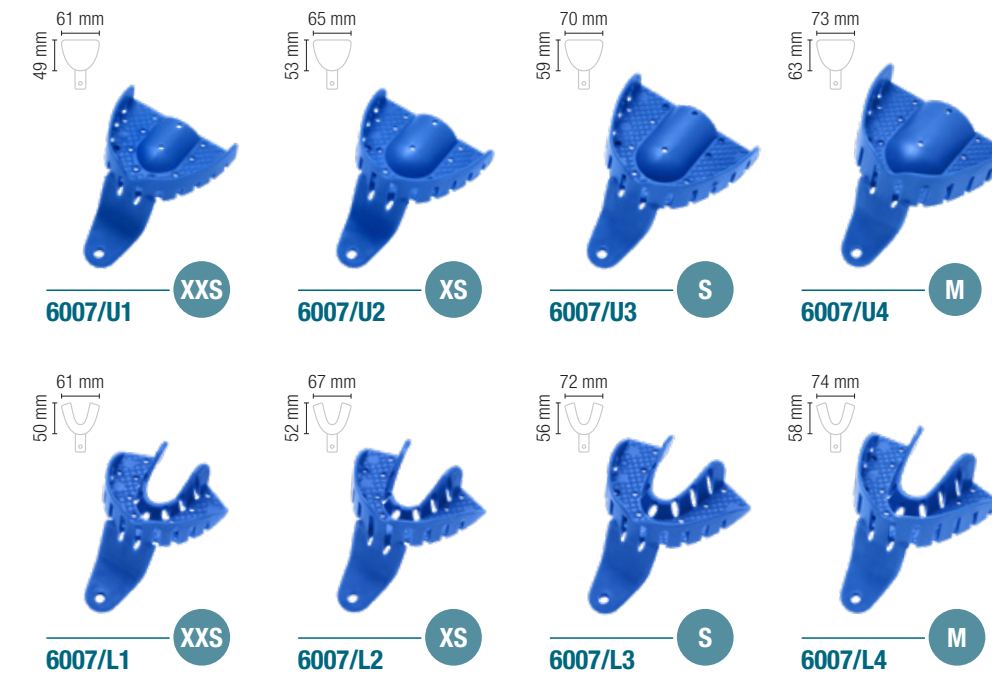 61 mm
49 mm
XXS
6007/U1
65 mm
53 mm
XS
6007/U2
70 mm
59 mm
S
6007/U3
73 mm
63 mm
M
6007/U4
61 mm
50 mm
XXS
6007/L1
67 mm
52 mm
XS
6007/L2
72 mm
56 mm
S
6007/L3
74 mm
58 mm
M
6007/L4